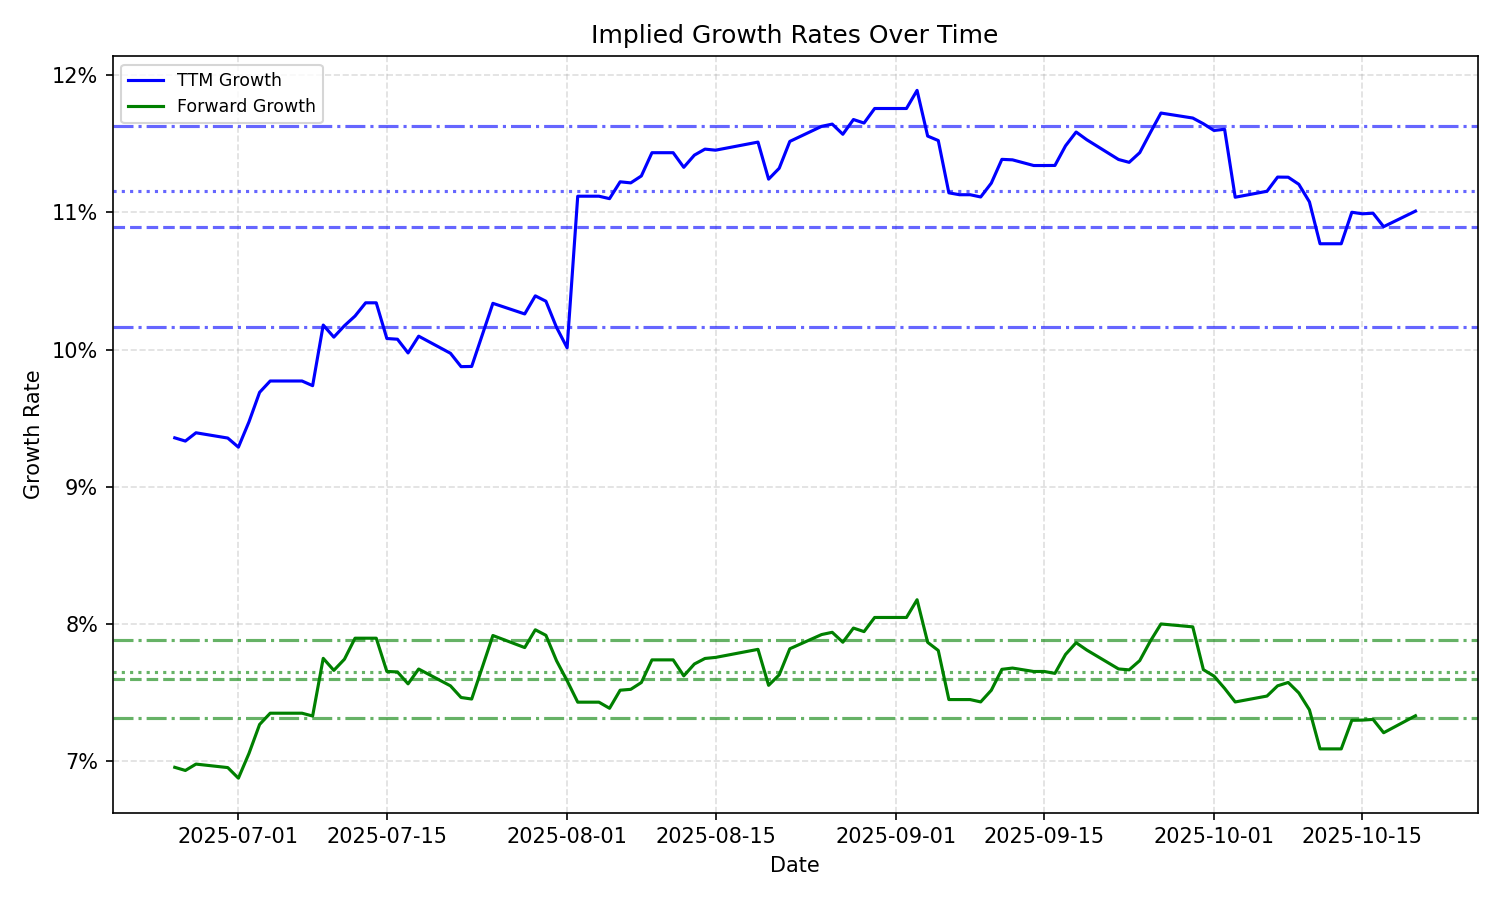 Implied Growth Rates Over Time
TTM Growth
Forward Growth
12%
11%
10%
9%
8%
7%
Growth Rate
2025-07-01 2025-07-15 2025-08-01 2025-08-15 2025-09-01 2025-09-15 2025-10-01 2025-10-15
Date